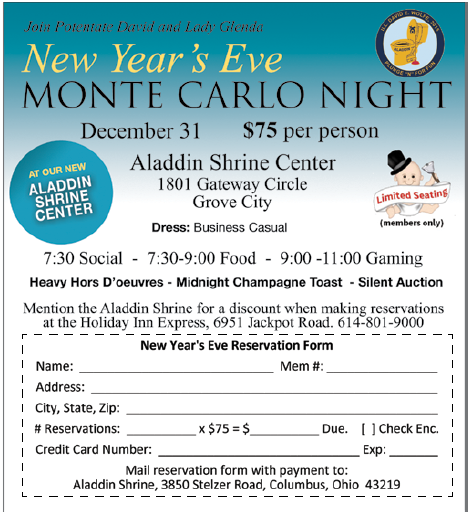 Join Potentate David and Lady Glenda
New Year's Eve
MONTE CARLO NIGHT
December 31 $75 per person
AT OUR NEW
ALADDIN
SHRINE
CENTER
Aladdin Shrine Center
1801 Gateway Circle
Grove City
Dress: Business Casual
Limited Seating
(members only)
7:30 Social - 7:30-9:00 Food - 9:00 -11:00 Gaming
Heavy Hors D'oeuvres - Midnight Champagne Toast - Silent Auction
Mention the Aladdin Shrine for a discount when making reservations
at the Holiday Inn Express, 6951 Jackpot Road. 614-801-9000
New Year's Eve Reservation Form
Name: Mem #:
Address:
City, State, Zip:
# Reservations: x $75 = $ Due. [ ] Check Enc.
Credit Card Number: Exp:
Mail reservation form with payment to:
Aladdin Shrine, 3850 Stelzer Road, Columbus, Ohio 43219